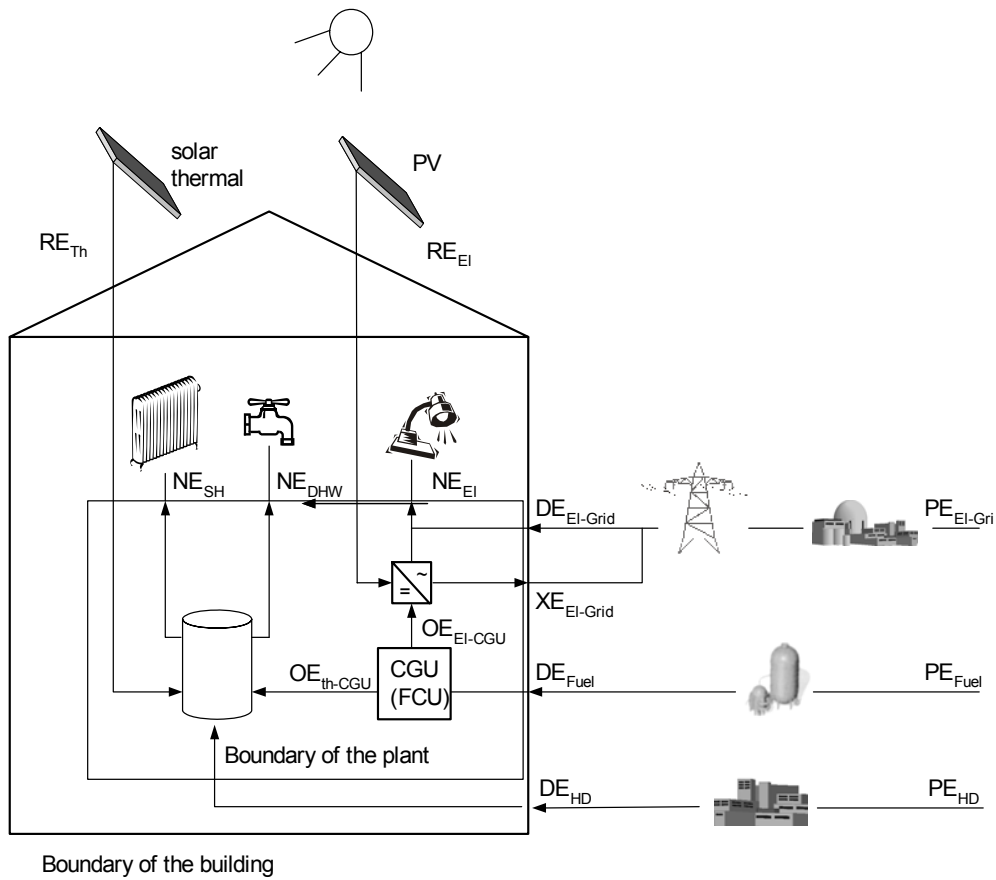 solar
thermal
PV
RE_Th
RE_El
NE_SH
NE_DHW
NE_El
DE_El-Grid
PE_El-Gri
~
=
XE_El-Grid
OE_El-CGU
OE_th-CGU
CGU
(FCU)
DE_Fuel
PE_Fuel
Boundary of the plant
DE_HD
PE_HD
Boundary of the building